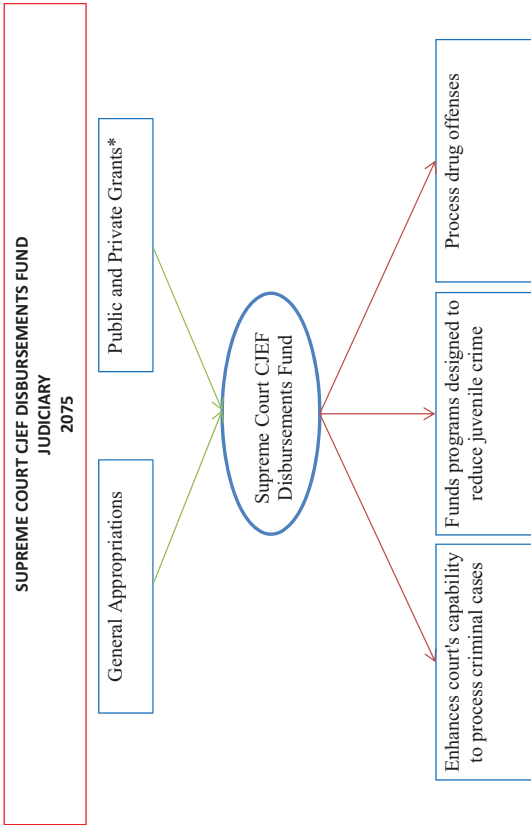 SUPREME COURT CJEF DISBURSEMENTS FUND
JUDICIARY
2075
General Appropriations
Public and Private Grants*
Supreme Court CJEF
Disbursements Fund
Enhances court's capability
to process criminal cases
Funds programs designed to
reduce juvenile crime
Process drug offenses